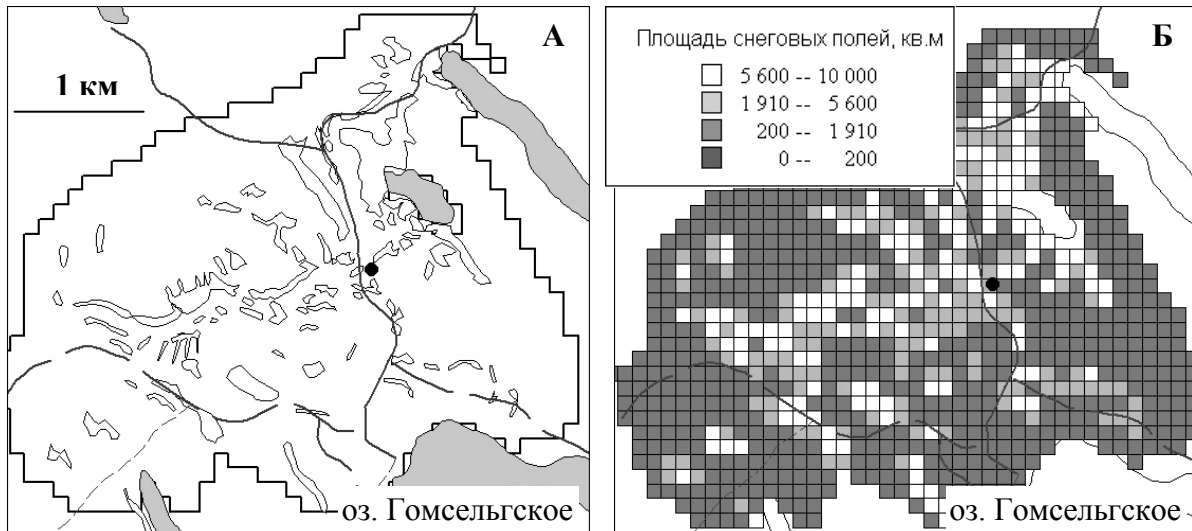 А
1 км
оз. Гомсельгское
Б
Площадь снеговых полей, кв.м
5 600 -- 10 000
1 910 -- 5 600
200 -- 1 910
0 -- 200
оз. Гомсельгское